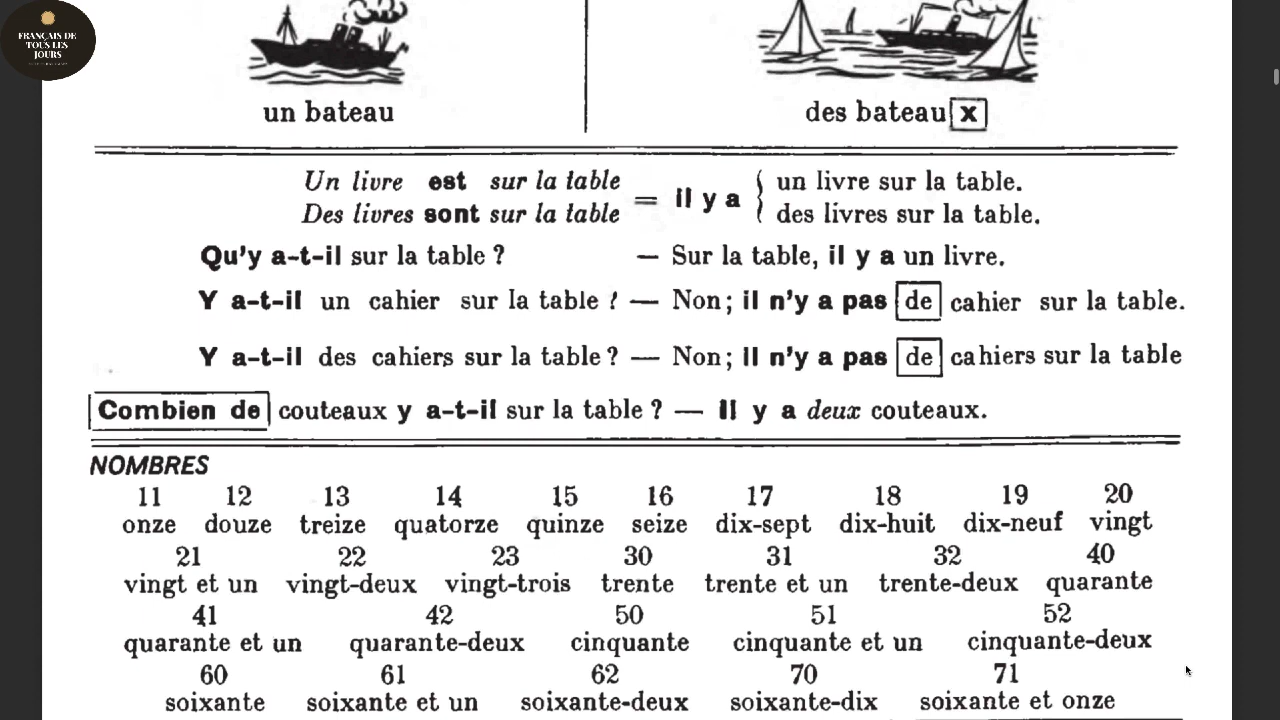 FRANÇAIS DE
TOUS LES
JOURS
un bateau
des bateaux
Un livre est sur la table
Des livres sont sur la table
= il y a
un livre sur la table.
des livres sur la table.
Qu'y a-t-il sur la table ? — Sur la table, il y a un livre.
Y a-t-il un cahier sur la table ? — Non; il n'y a pas de cahier sur la table.
Y a-t-il des cahiers sur la table ? — Non; il n'y a pas de cahiers sur la table
Combien de couteaux y a-t-il sur la table ? — Il y a deux couteaux.
NOMBRES
11 12 13 14 15 16 17 18 19 20
onze douze treize quatorze quinze seize dix-sept dix-huit dix-neuf vingt
21 22 23 30 31 32 40
vingt et un vingt-deux vingt-trois trente trente et un trente-deux quarante
41 42 50 51 52
quarante et un quarante-deux cinquante cinquante et un cinquante-deux
60 61 62 70 71
soixante soixante et un soixante-deux soixante-dix soixante et onze